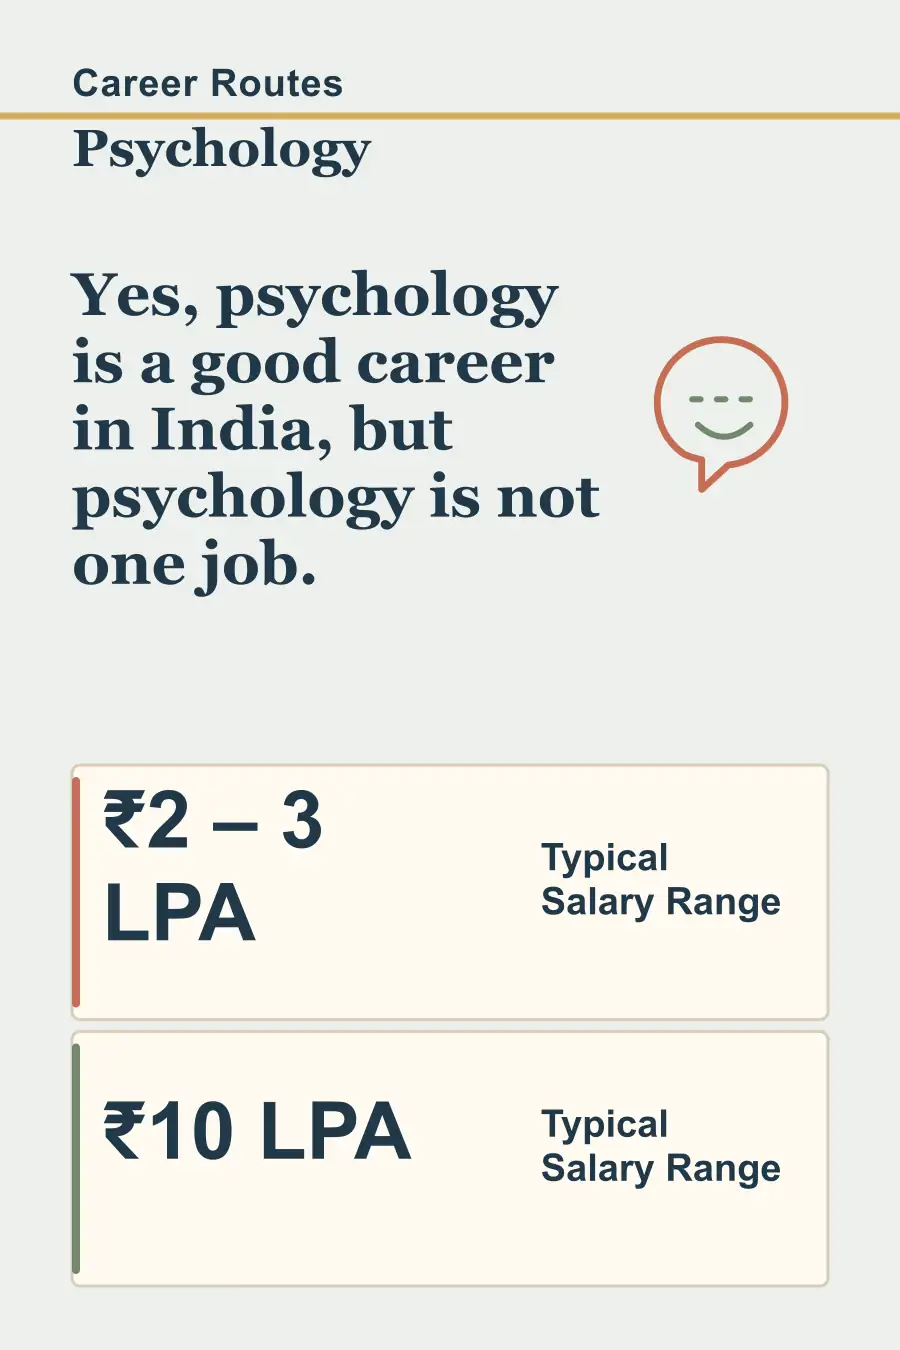 Career Routes
Psychology
Yes, psychology
is a good career
in India, but
psychology is not
one job.
₹2 – 3
LPA
Typical
Salary Range
₹10 LPA
Typical
Salary Range